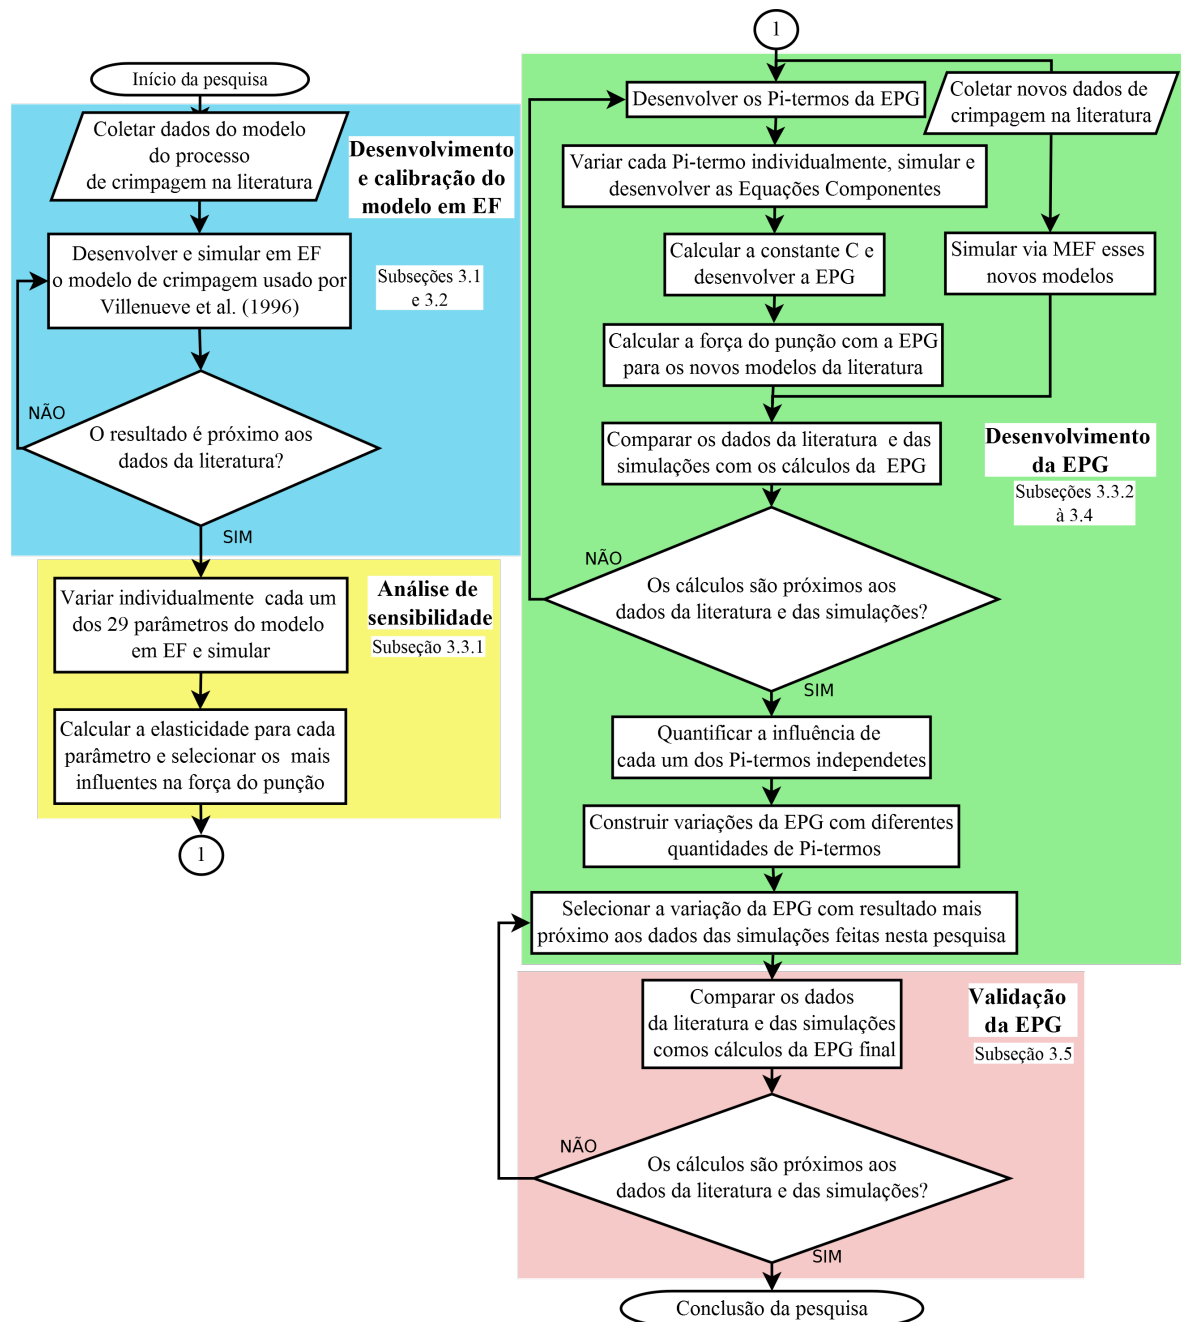 Início da pesquisa
Coletar dados do modelo
do processo
de crimpagem na literatura
Desenvolvimento
e calibração do
modelo em EF
Desenvolver e simular em EF
o modelo de crimpagem usado por
Villenueve et al. (1996)
Subseções 3.1
e 3.2
NÃO
O resultado é próximo aos
dados da literatura?
SIM
Variar individualmente cada um
dos 29 parâmetros do modelo
em EF e simular
Análise de
sensibilidade
Subseção 3.3.1
Calcular a elasticidade para cada
parâmetro e selecionar os mais
influentes na força do punção
1
1
Desenvolver os Pi-termos da EPG
Coletar novos dados de
crimpagem na literatura
Variar cada Pi-termo individualmente, simular e
desenvolver as Equações Componentes
Calcular a constante C e
desenvolver a EPG
Simular via MEF esses
novos modelos
Calcular a força do punção com a EPG
para os novos modelos da literatura
Comparar os dados da literatura e das
simulações com os cálculos da EPG
Desenvolvimento
da EPG
Subseções 3.3.2
à 3.4
NÃO
Os cálculos são próximos aos
dados da literatura e das simulações?
SIM
Quantificar a influência de
cada um dos Pi-termos independetes
Construir variações da EPG com diferentes
quantidades de Pi-termos
Selecionar a variação da EPG com resultado mais
próximo aos dados das simulações feitas nesta pesquisa
Comparar os dados
da literatura e das simulações
comos cálculos da EPG final
Validação
da EPG
Subseção 3.5
NÃO
Os cálculos são próximos aos
dados da literatura e das simulações?
SIM
Conclusão da pesquisa